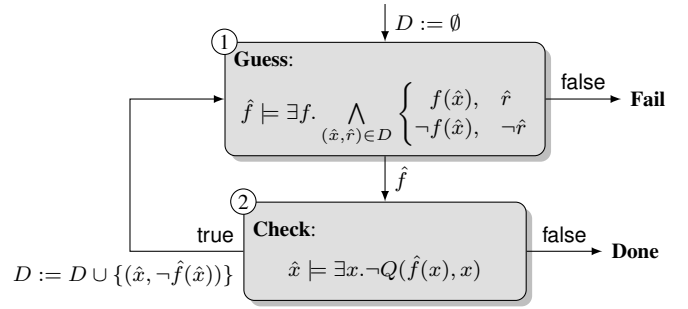 D := ∅
1
Guess:
false
f̂ ⊨ ∃f. ⋀_{(x̂,r̂)∈D} { f(x̂), r̂
¬f(x̂), ¬r̂
Fail
f̂
2
true
Check:
false
D := D ∪ {(x̂, ¬f̂(x̂))}
x̂ ⊨ ∃x.¬Q(f̂(x), x)
Done